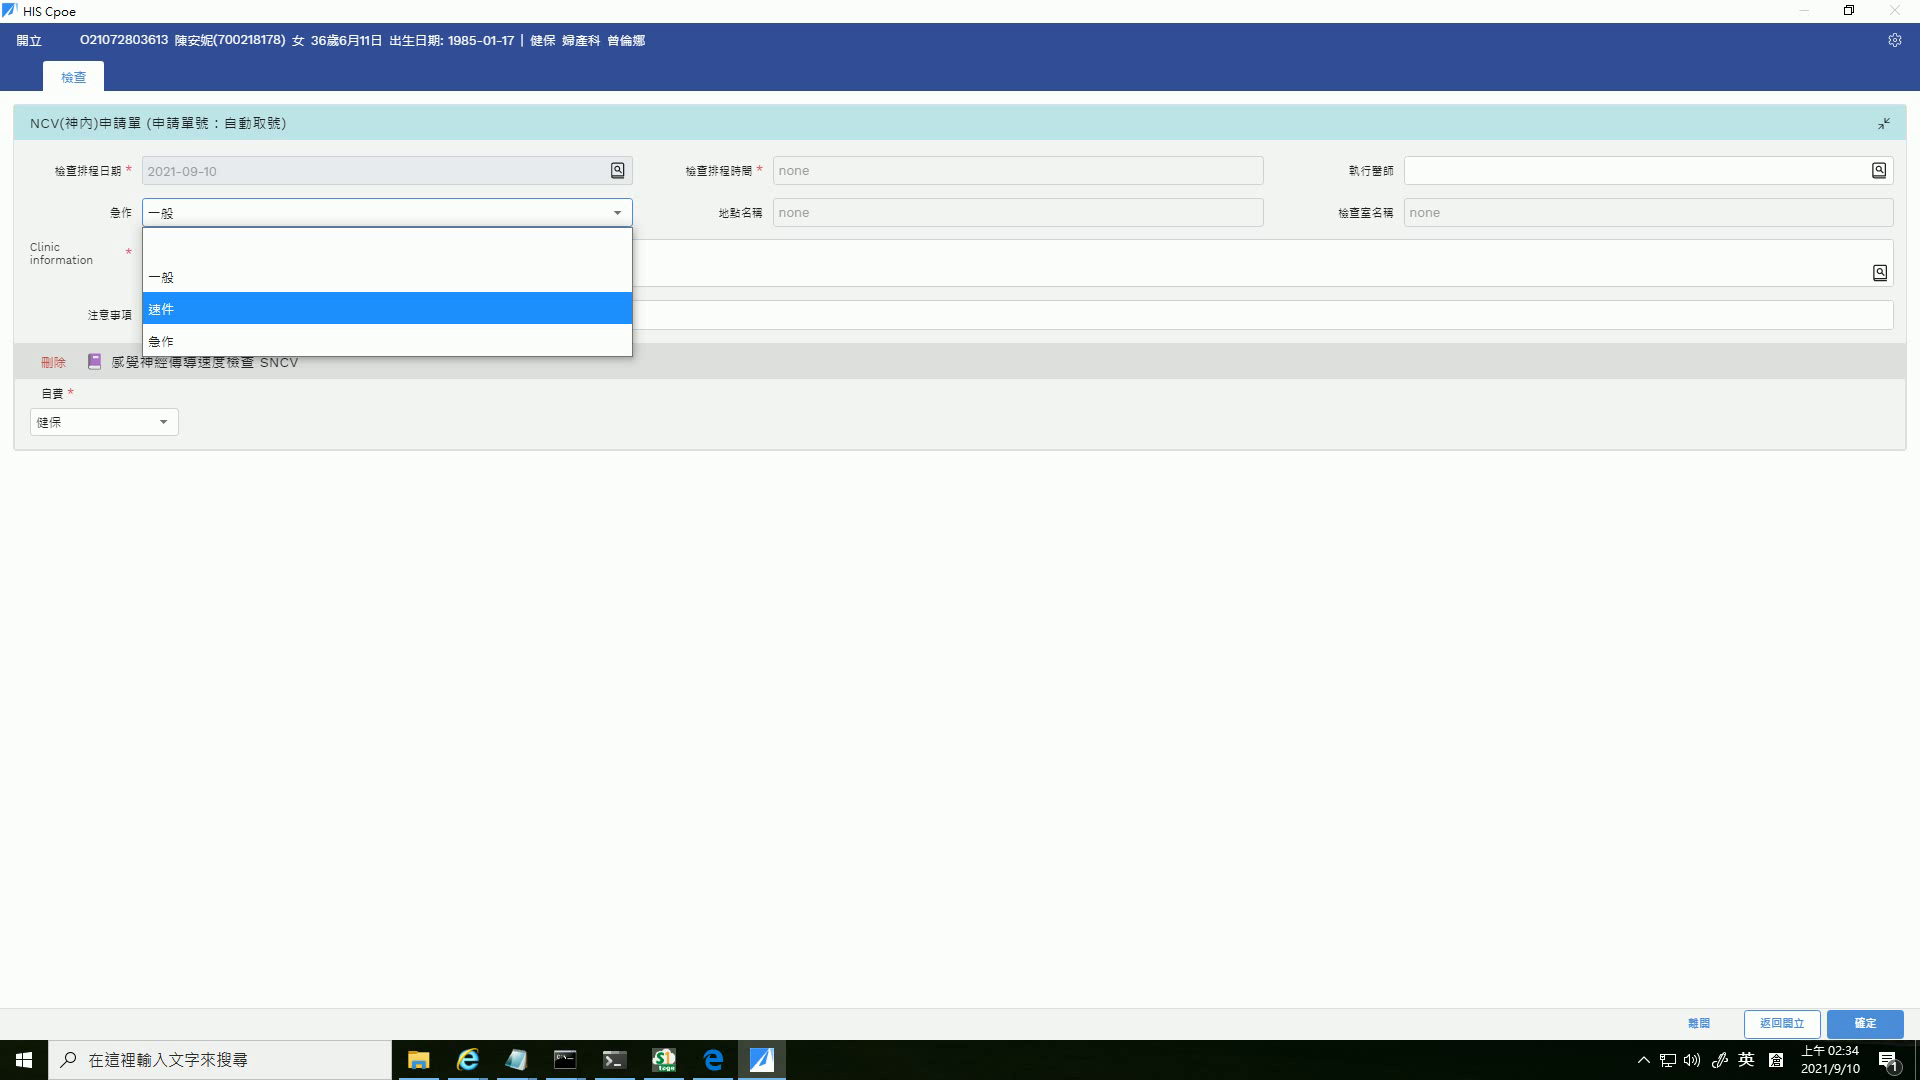 HIS Cpoe
開立 O21072803613 陳安妮(700218178) 女 36歲6月11日 出生日期: 1985-01-17 | 健保 婦產科 曾倫娜
檢查
NCV(神內)申請單 (申請單號：自動取號)
檢查排程日期 * 2021-09-10 檢查排程時間 * none 執行醫師
急作 一般 地點名稱 none 檢查室名稱 none
Clinic
information *
一般
速件
注意事項
急作
刪除 感覺神經傳導速度檢查 SNCV
自費 *
健保
離開 返回開立 確定
在這裡輸入文字來搜尋
英
上午 02:34
2021/9/10
1